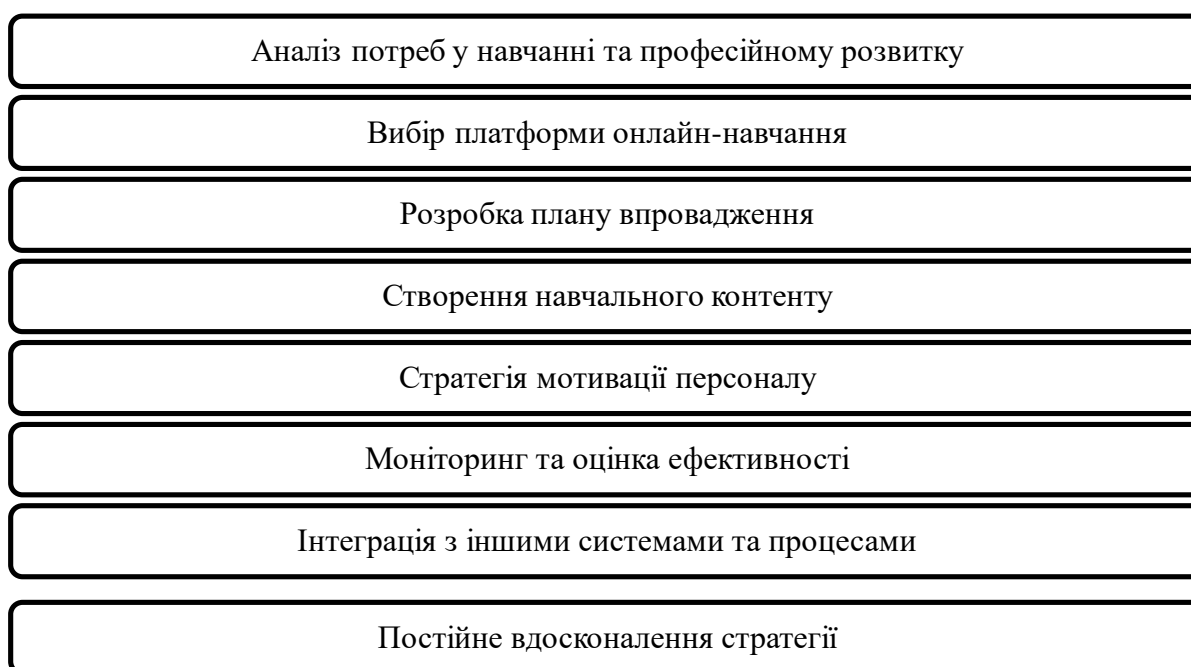 Аналіз потреб у навчанні та професійному розвитку
Вибір платформи онлайн-навчання
Розробка плану впровадження
Створення навчального контенту
Стратегія мотивації персоналу
Моніторинг та оцінка ефективності
Інтеграція з іншими системами та процесами
Постійне вдосконалення стратегії